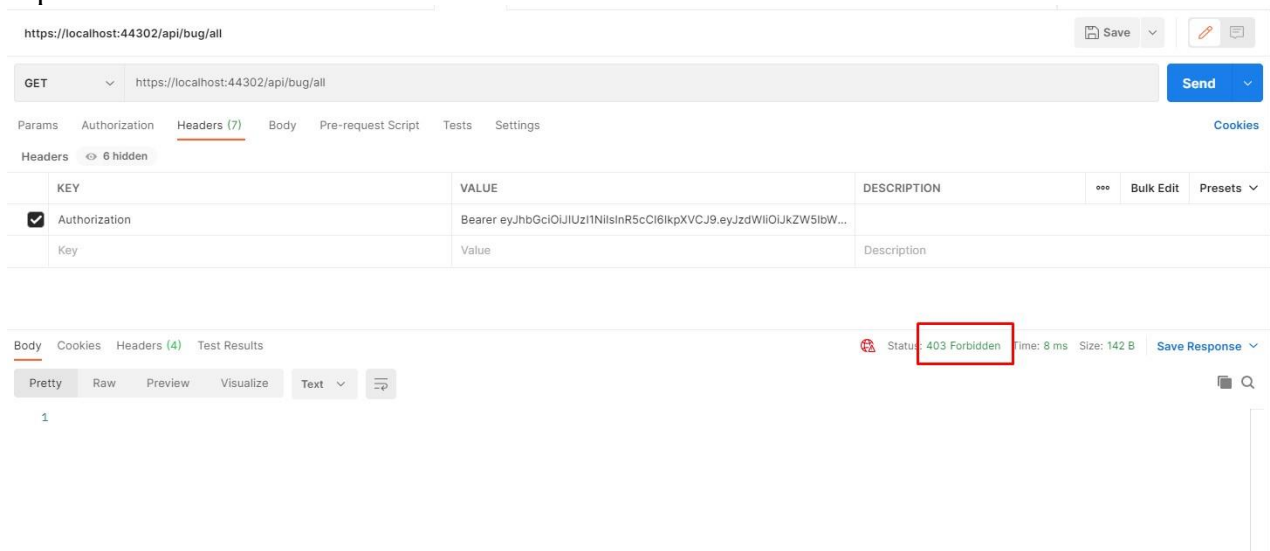 https://localhost:44302/api/bug/all Save
GET https://localhost:44302/api/bug/all Send
Params Authorization Headers (7) Body Pre-request Script Tests Settings Cookies
Headers 6 hidden
KEY VALUE DESCRIPTION ooo Bulk Edit Presets
Authorization Bearer eyJhbGciOiJIUzI1NiIsInR5cCI6IkpXVCJ9.eyJzdWIiOiJkZW5lbW...
Key Value Description
Body Cookies Headers (4) Test Results Status: 403 Forbidden Time: 8 ms Size: 142 B Save Response
Pretty Raw Preview Visualize Text
1